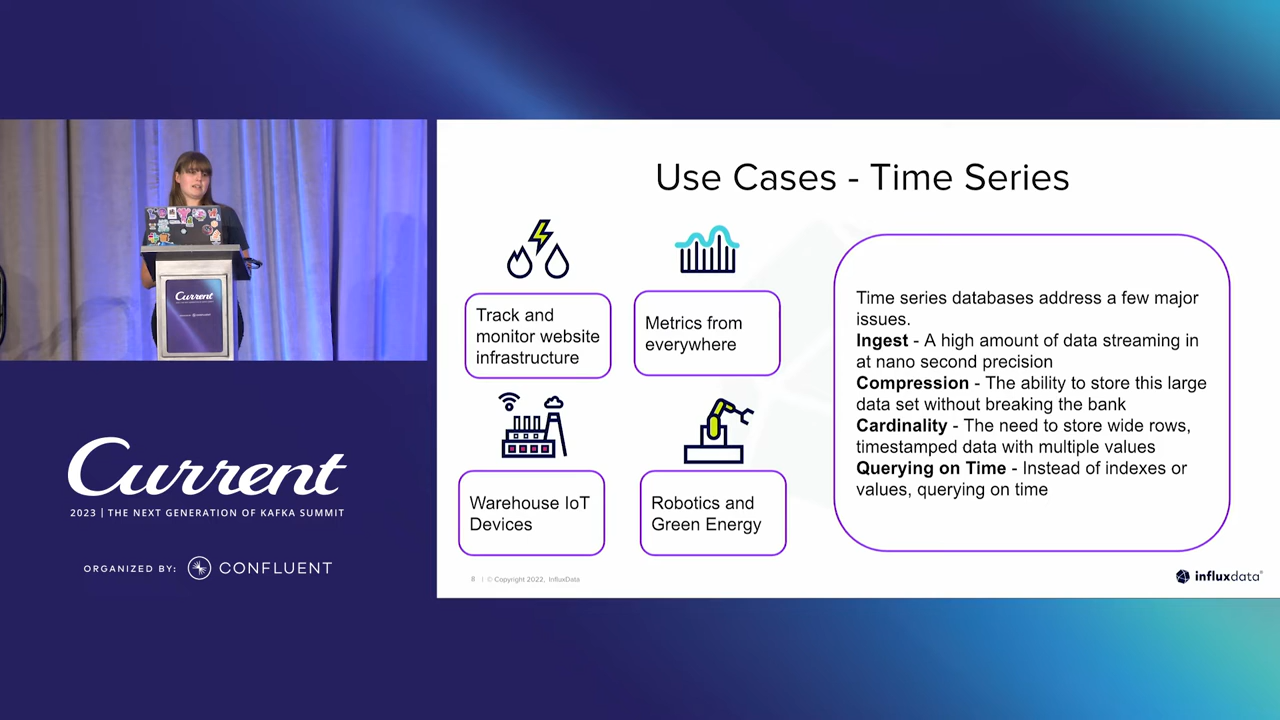 Use Cases - Time Series
Track and
monitor website
infrastructure
Metrics from
everywhere
Warehouse IoT
Devices
Robotics and
Green Energy
Time series databases address a few major
issues.
Ingest - A high amount of data streaming in
at nano second precision
Compression - The ability to store this large
data set without breaking the bank
Cardinality - The need to store wide rows,
timestamped data with multiple values
Querying on Time - Instead of indexes or
values, querying on time
8 | © Copyright 2022, InfluxData
influxdata®
Current
Current
2023 | THE NEXT GENERATION OF KAFKA SUMMIT
ORGANIZED BY: CONFLUENT